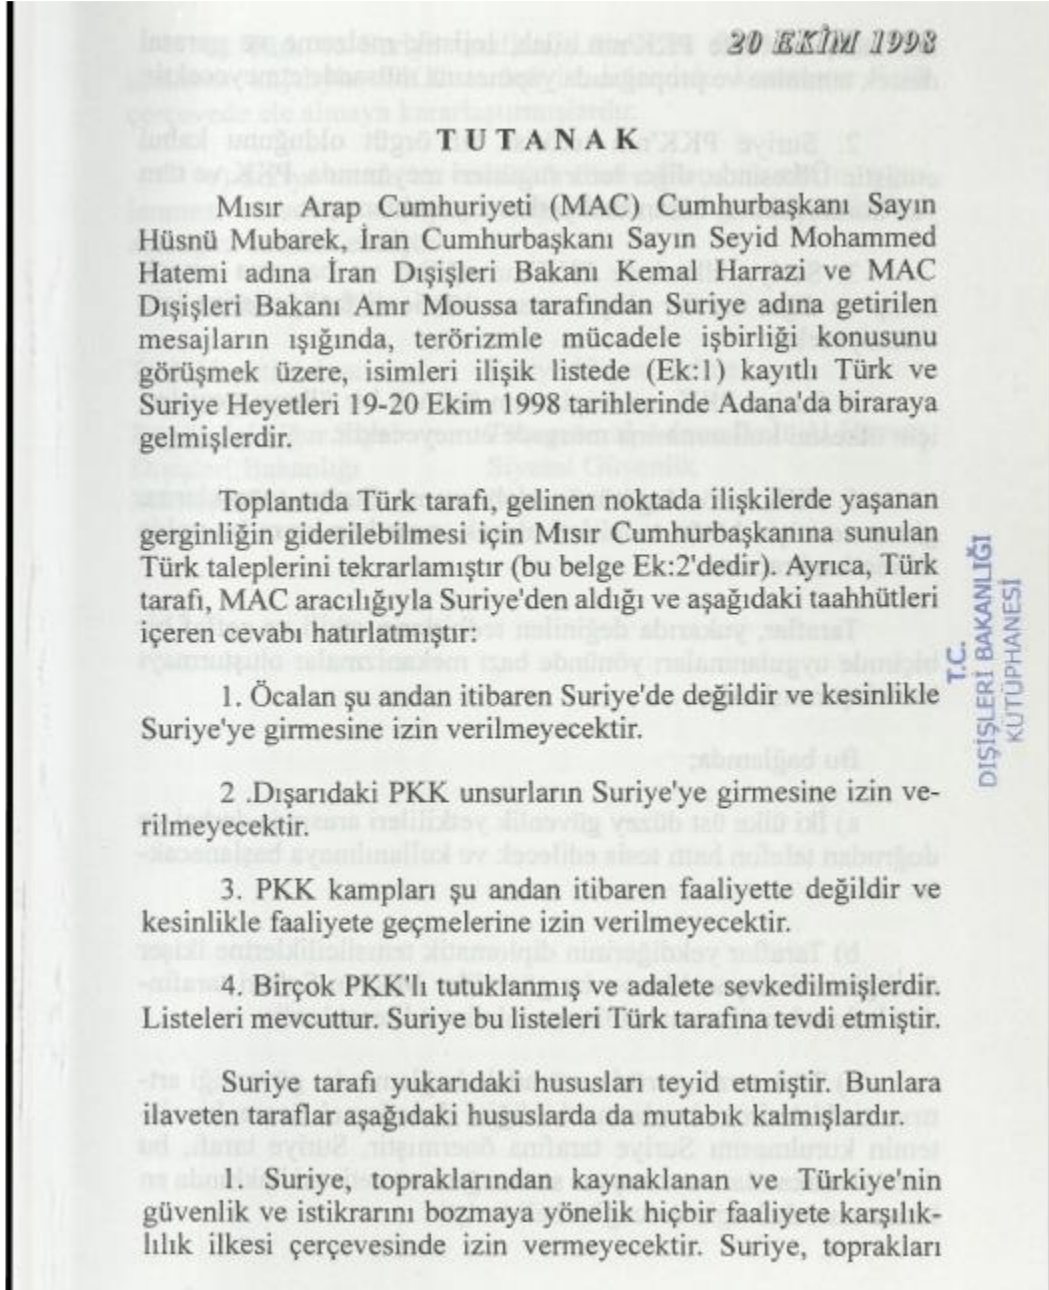 20 EKİM 1998
TUTANAK
Mısır Arap Cumhuriyeti (MAC) Cumhurbaşkanı Sayın
Hüsnü Mubarek, İran Cumhurbaşkanı Sayın Seyid Mohammed
Hatemi adına İran Dışişleri Bakanı Kemal Harrazi ve MAC
Dışişleri Bakanı Amr Moussa tarafından Suriye adına getirilen
mesajların ışığında, terörizmle mücadele işbirliği konusunu
görüşmek üzere, isimleri ilişik listede (Ek:1) kayıtlı Türk ve
Suriye Heyetleri 19-20 Ekim 1998 tarihlerinde Adana'da biraraya
gelmişlerdir.
Toplantıda Türk tarafı, gelinen noktada ilişkilerde yaşanan
gerginliğin giderilebilmesi için Mısır Cumhurbaşkanına sunulan
Türk taleplerini tekrarlamıştır (bu belge Ek:2'dedir). Ayrıca, Türk
tarafı, MAC aracılığıyla Suriye'den aldığı ve aşağıdaki taahhütleri
içeren cevabı hatırlatmıştır:
1. Öcalan şu andan itibaren Suriye'de değildir ve kesinlikle
Suriye'ye girmesine izin verilmeyecektir.
2 .Dışarıdaki PKK unsurların Suriye'ye girmesine izin ve-
rilmeyecektir.
3. PKK kampları şu andan itibaren faaliyette değildir ve
kesinlikle faaliyete geçmelerine izin verilmeyecektir.
4. Birçok PKK'lı tutuklanmış ve adalete sevkedilmişlerdir.
Listeleri mevcuttur. Suriye bu listeleri Türk tarafına tevdi etmiştir.
Suriye tarafı yukarıdaki hususları teyid etmiştir. Bunlara
ilaveten taraflar aşağıdaki hususlarda da mutabık kalmışlardır.
1. Suriye, topraklarından kaynaklanan ve Türkiye'nin
güvenlik ve istikrarını bozmaya yönelik hiçbir faaliyete karşılık-
lılık ilkesi çerçevesinde izin vermeyecektir. Suriye, toprakları
T.C.
DIŞİŞLERİ BAKANLIĞI
KÜTÜPHANESİ